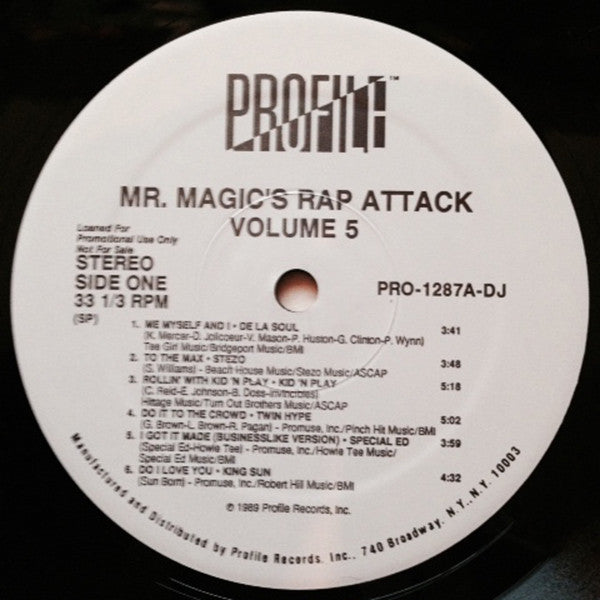 PROFILE™
MR. MAGIC'S RAP ATTACK
VOLUME 5
Loaned For
Promotional Use Only
Not For Sale
STEREO
SIDE ONE
33 1/3 RPM
(SP)
PRO-1287A-DJ
1. ME MYSELF AND I • DE LA SOUL 3:41
(K. Mercer-D. Jolicoeur-V. Mason-P. Huston-G. Clinton-P. Wynn)
Tee Girl Music/Bridgeport Music/BMI
2. TO THE MAX • STEZO 3:48
(S. Williams) - Beach House Music/Stezo Music/ASCAP
3. ROLLIN' WITH KID 'N PLAY • KID 'N PLAY 5:18
(C. Reid-E. Johnson-B. Doss-Invincibles)
Hittage Music/Turn Out Brothers Music/ASCAP
4. DO IT TO THE CROWD • TWIN HYPE 5:02
(G. Brown-L. Brown-R. Pagan) - Promuse, Inc./Pinch Hit Music/BMI
5. I GOT IT MADE (BUSINESSLIKE VERSION) • SPECIAL ED 3:59
(Special Ed-Howie Tee) - Promuse, Inc./Howie Tee Music/
Special Ed Music/BMI
6. DO I LOVE YOU • KING SUN 4:32
(Sun Born) - Promuse, Inc./Robert Hill Music/BMI
© 1989 Profile Records, Inc.
Manufactured and Distributed by Profile Records, Inc., 740 Broadway, N.Y., N.Y. 10003